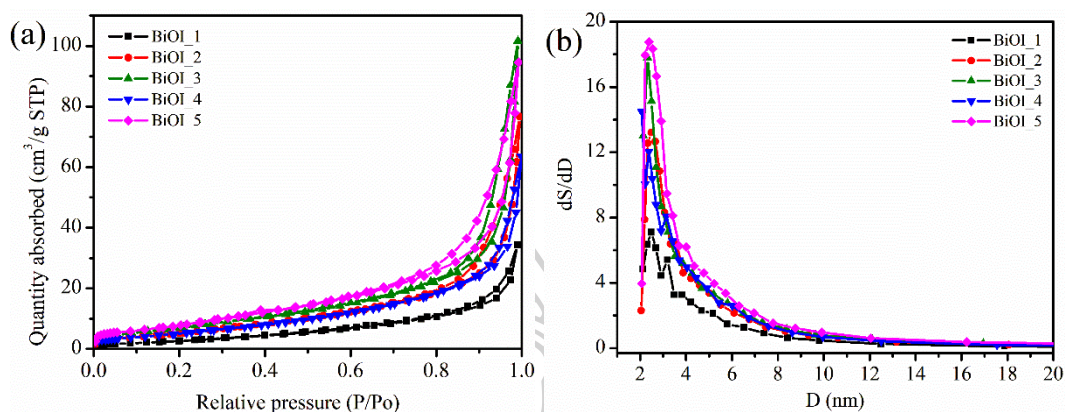 (a)
BiOI_1
BiOI_2
BiOI_3
BiOI_4
BiOI_5
Quantity absorbed (cm³/g STP)
100
80
60
40
20
0
0.0 0.2 0.4 0.6 0.8 1.0
Relative pressure (P/Po)
(b)
BiOI_1
BiOI_2
BiOI_3
BiOI_4
BiOI_5
dS/dD
20
16
12
8
4
0
2 4 6 8 10 12 14 16 18 20
D (nm)